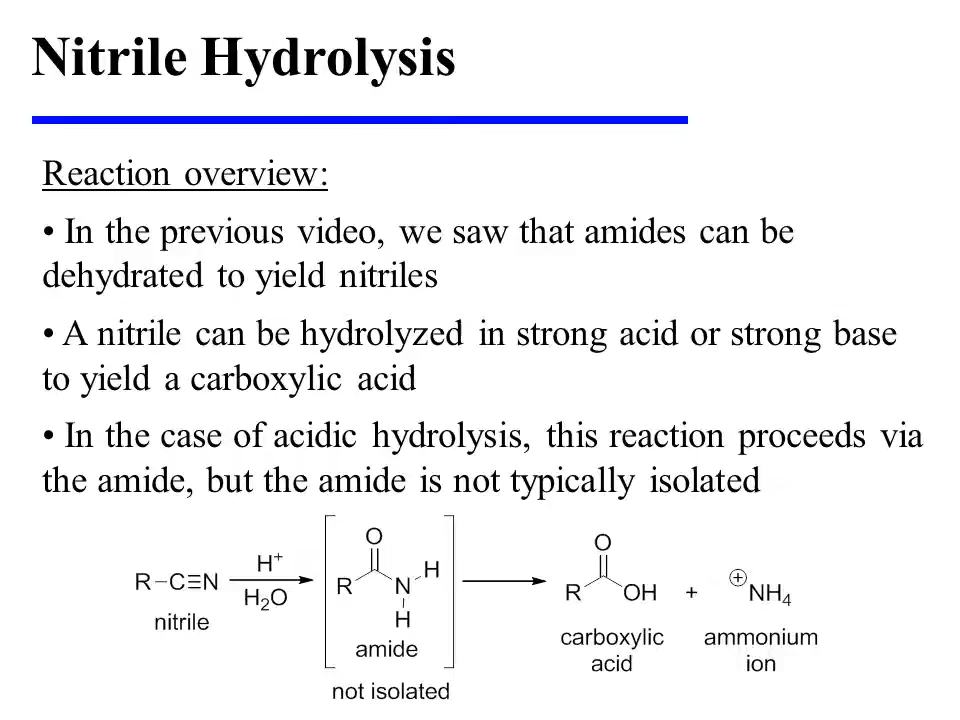 Nitrile Hydrolysis
Reaction overview:
• In the previous video, we saw that amides can be
dehydrated to yield nitriles
• A nitrile can be hydrolyzed in strong acid or strong base
to yield a carboxylic acid
• In the case of acidic hydrolysis, this reaction proceeds via
the amide, but the amide is not typically isolated
R–C≡N
nitrile
H⁺
H₂O
O
R
N
H
H
amide
not isolated
O
R
OH
carboxylic
acid
+
⊕
NH₄
ammonium
ion